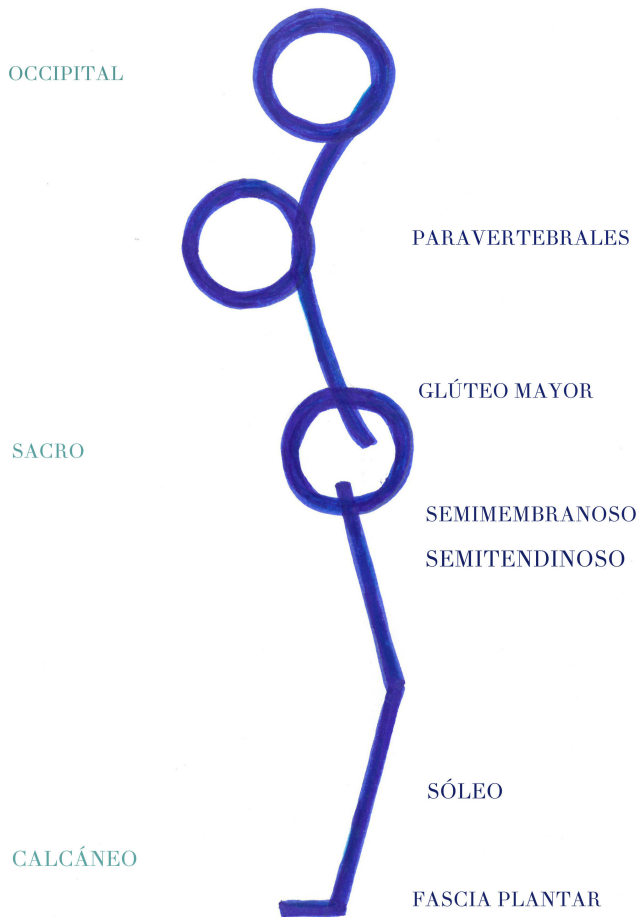 OCCIPITAL
PARAVERTEBRALES
GLÚTEO MAYOR
SACRO
SEMIMEMBRANOSO
SEMITENDINOSO
SÓLEO
CALCÁNEO
FASCIA PLANTAR